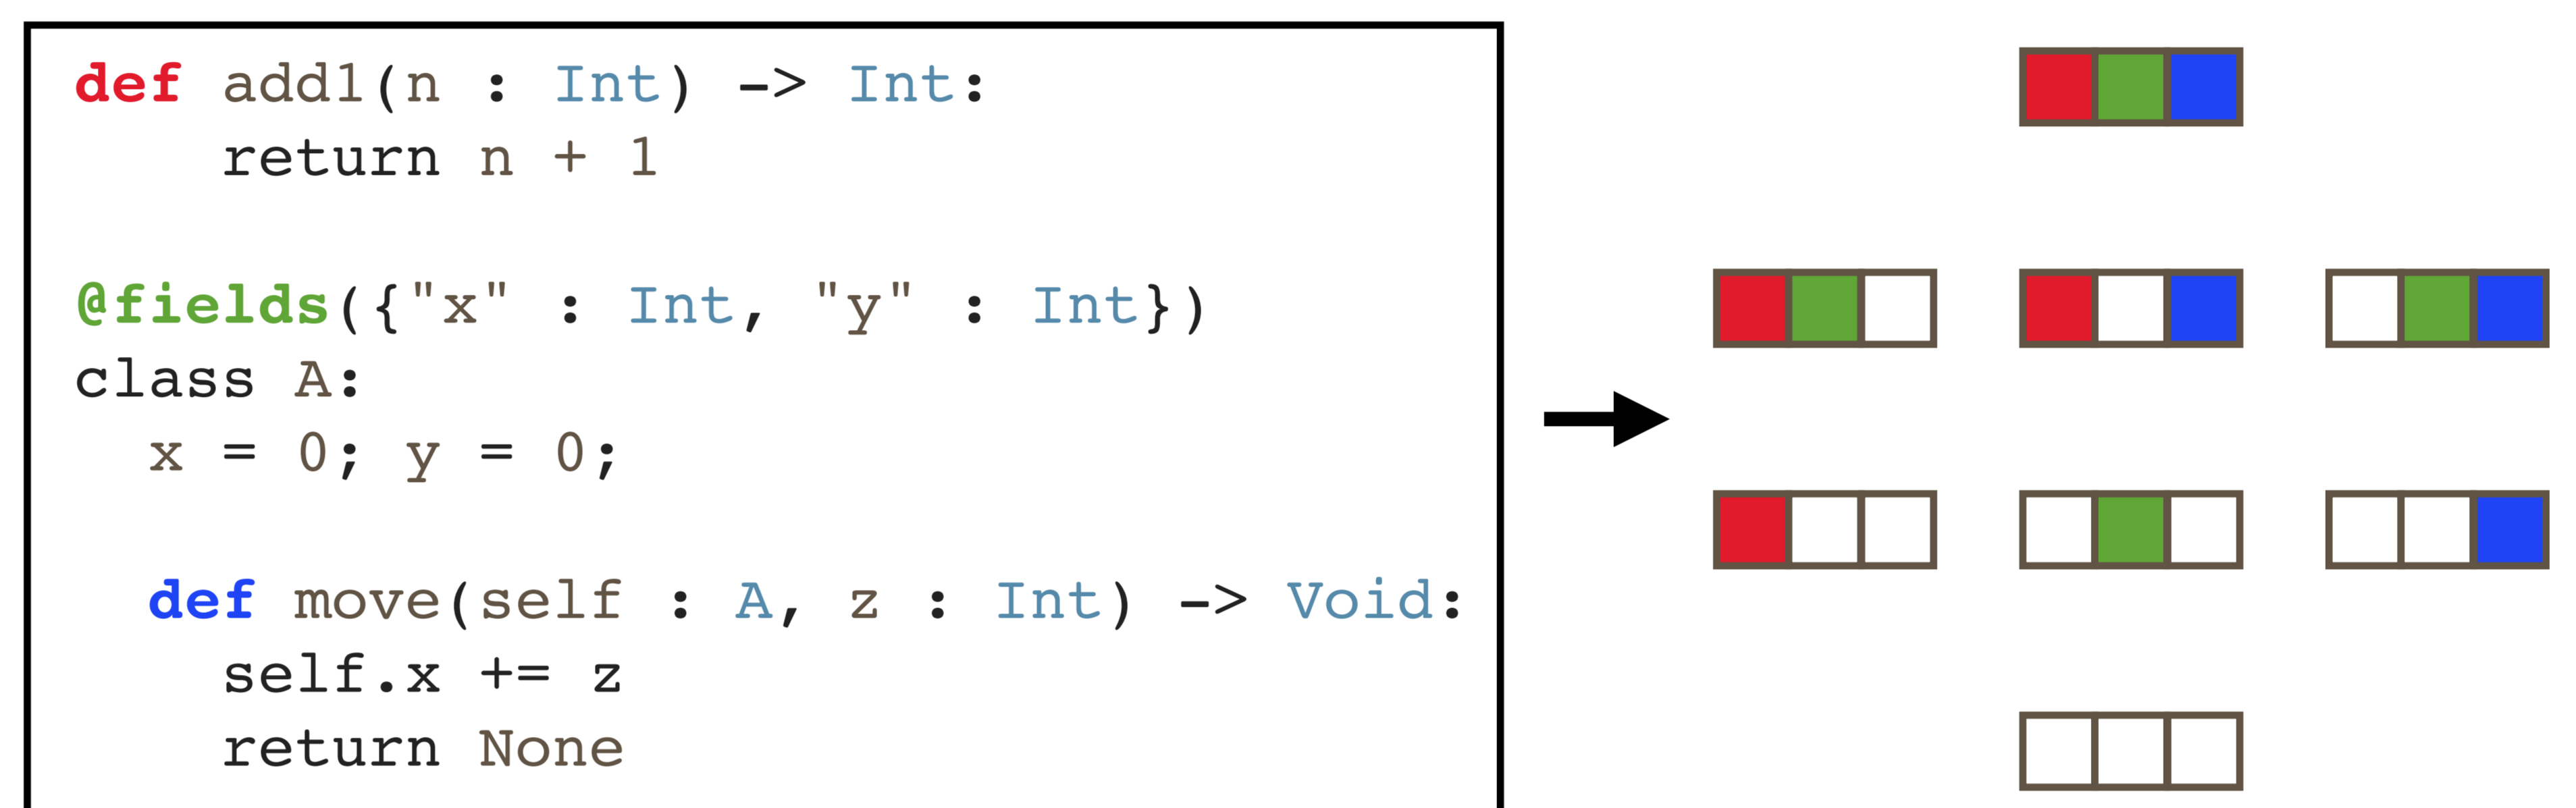 def add1(n : Int) -> Int:
    return n + 1
@fields({"x" : Int, "y" : Int})
class A:
  x = 0; y = 0;
  def move(self : A, z : Int) -> Void:
    self.x += z
    return None